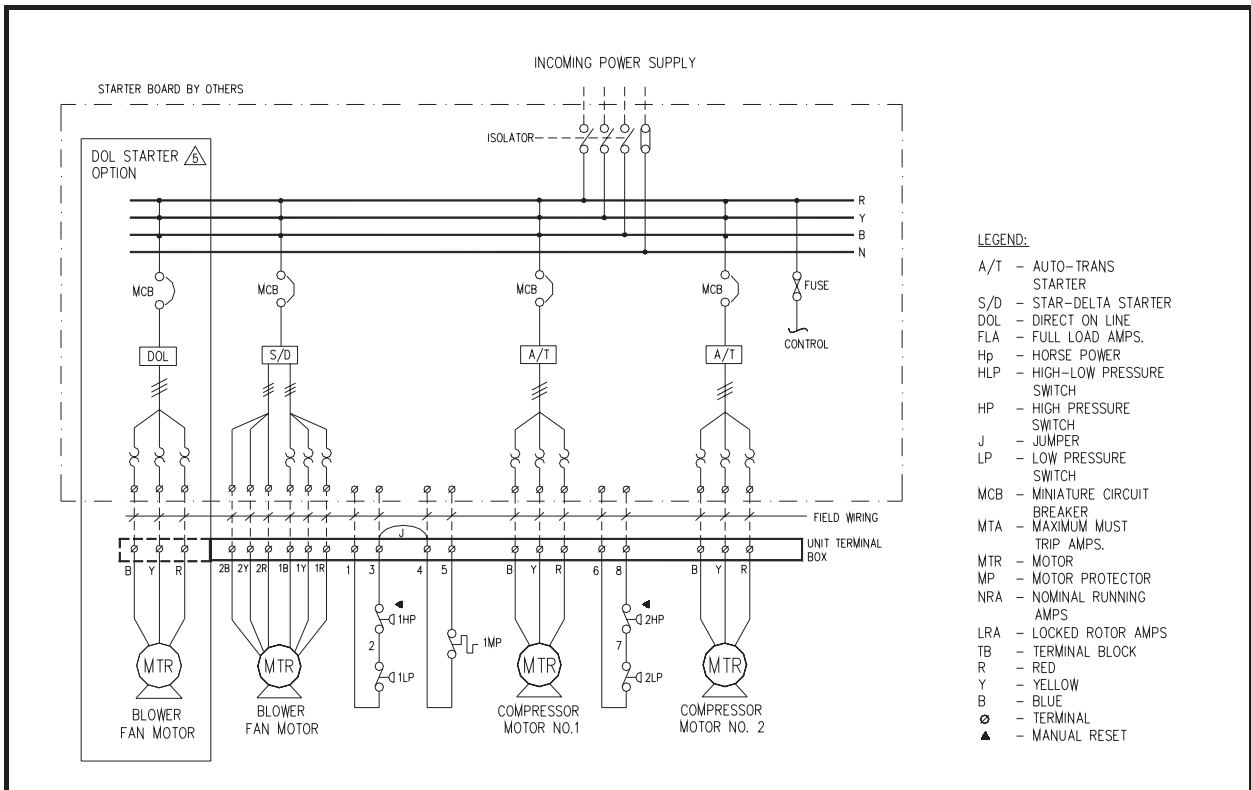 INCOMING POWER SUPPLY
STARTER BOARD BY OTHERS
ISOLATOR
DOL STARTER 5
OPTION
R
Y
B
N
MCB
MCB
MCB
MCB
FUSE
CONTROL
DOL
S/D
A/T
A/T
FIELD WIRING
J
UNIT TERMINAL
BOX
B Y R
2B 2Y 2R 1B 1Y 1R
1 3 4 5
B Y R
6 8
B Y R
1HP
2
1LP
1MP
2HP
7
2LP
MTR
MTR
MTR
MTR
BLOWER
FAN MOTOR
BLOWER
FAN MOTOR
COMPRESSOR
MOTOR NO.1
COMPRESSOR
MOTOR NO. 2
LEGEND:
A/T – AUTO-TRANS
STARTER
S/D – STAR-DELTA STARTER
DOL – DIRECT ON LINE
FLA – FULL LOAD AMPS.
Hp – HORSE POWER
HLP – HIGH-LOW PRESSURE
SWITCH
HP – HIGH PRESSURE
SWITCH
J – JUMPER
LP – LOW PRESSURE
SWITCH
MCB – MINIATURE CIRCUIT
BREAKER
MTA – MAXIMUM MUST
TRIP AMPS.
MTR – MOTOR
MP – MOTOR PROTECTOR
NRA – NOMINAL RUNNING
AMPS
LRA – LOCKED ROTOR AMPS
TB – TERMINAL BLOCK
R – RED
Y – YELLOW
B – BLUE
– TERMINAL
– MANUAL RESET